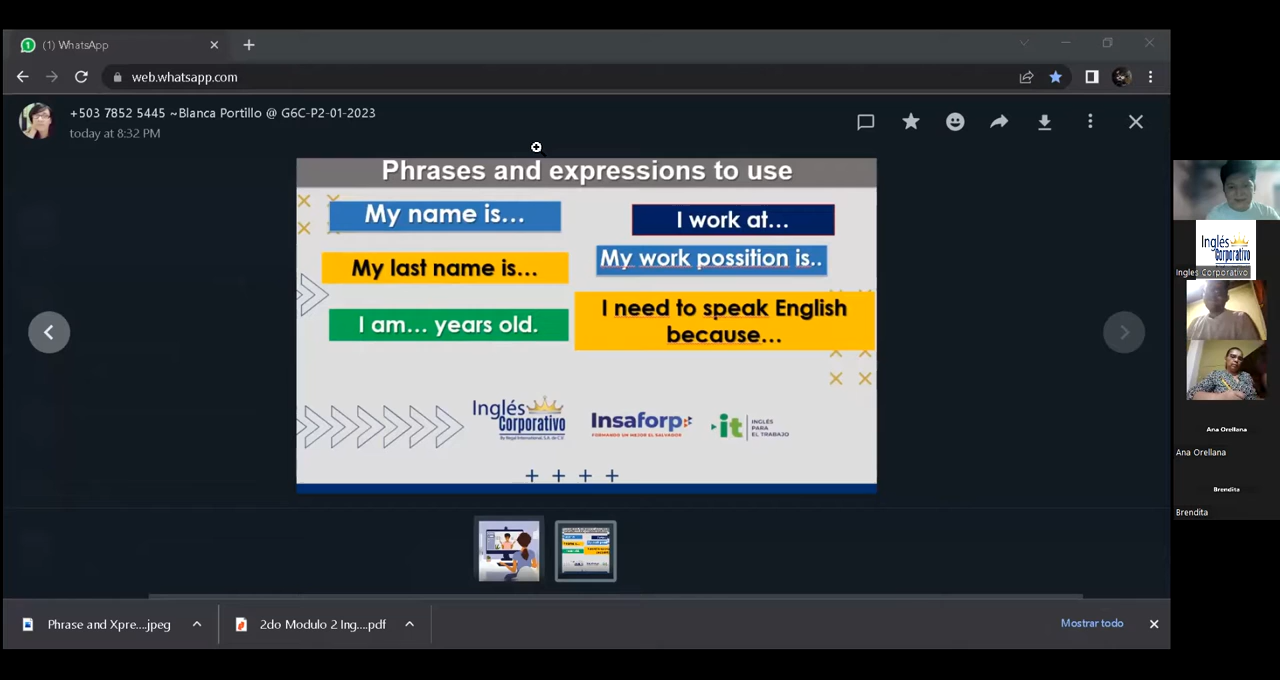 (1) WhatsApp
web.whatsapp.com
+503 7852 5445 ~Blanca Portillo @ G6C-P2-01-2023
today at 8:32 PM
Phrases and expressions to use
My name is...
My last name is...
I am... years old.
I work at...
My work possition is..
I need to speak English
because...
Inglés
Corporativo
Insaforp
FORMANDO UN MEJOR EL SALVADOR
it
INGLÉS
PARA
EL TRABAJO
Phrase and Xpre....jpeg
2do Modulo 2 Ing....pdf
Mostrar todo
Inglés
Corporativo
Ingles Corporativo
Ana Orellana
Ana Orellana
Brendita
Brendita